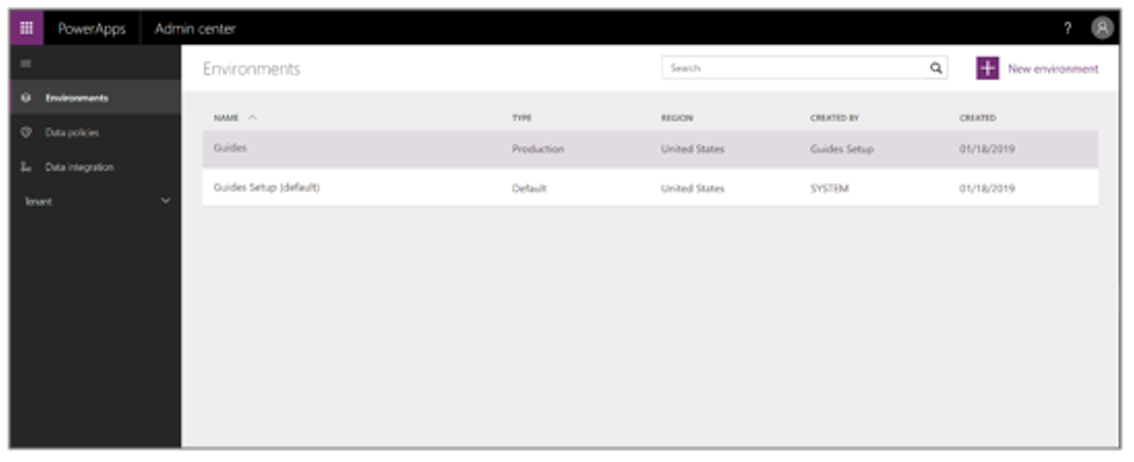 PowerApps Admin center ?
Environments Search New environment
Environments
Data policies
Data integration
Tenant
NAME TYPE REGION CREATED BY CREATED
Guides Production United States Guides Setup 01/18/2019
Guides Setup (default) Default United States SYSTEM 01/18/2019